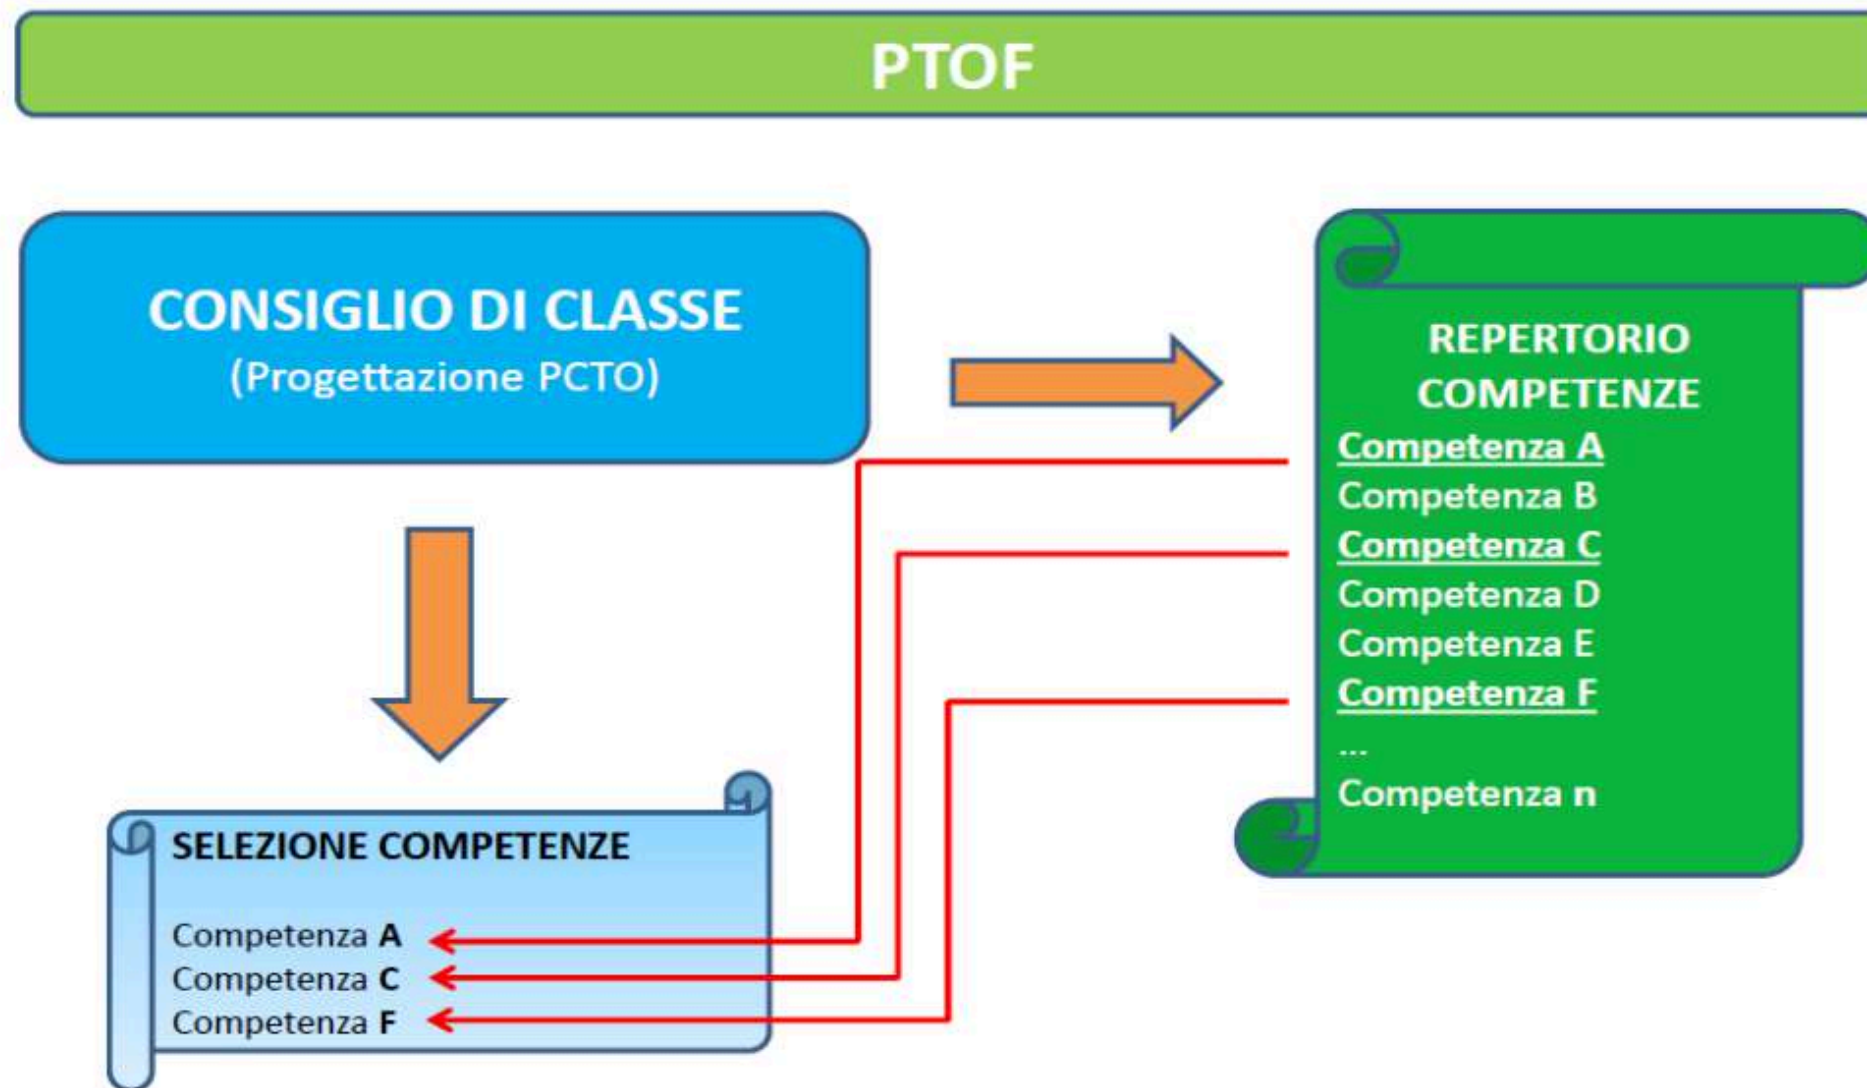 PTOF
CONSIGLIO DI CLASSE
(Progettazione PCTO)
REPERTORIO
COMPETENZE
Competenza A
Competenza B
Competenza C
Competenza D
Competenza E
Competenza F
...
Competenza n
SELEZIONE COMPETENZE
Competenza A
Competenza C
Competenza F